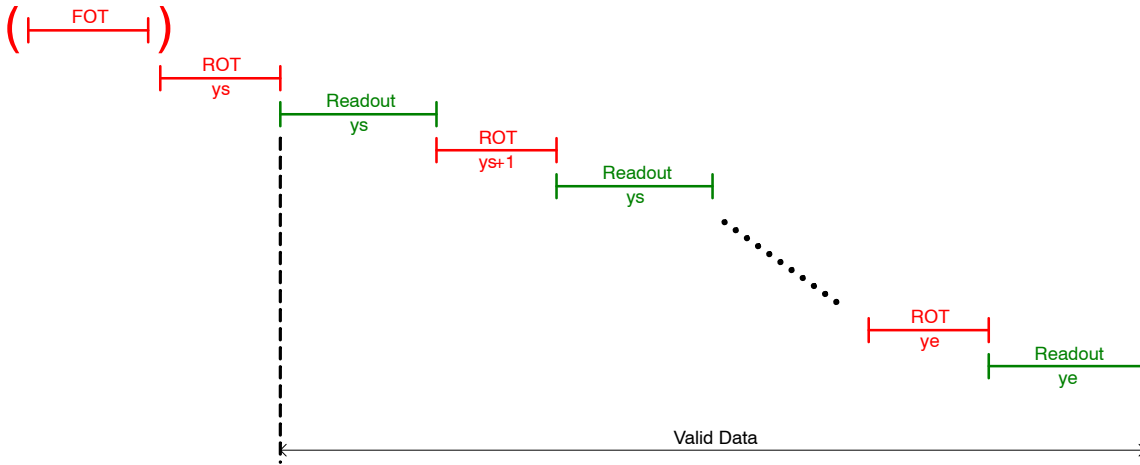 ( FOT )
ROT
ys
Readout
ys
ROT
ys+1
Readout
ys
ROT
ye
Readout
ye
Valid Data